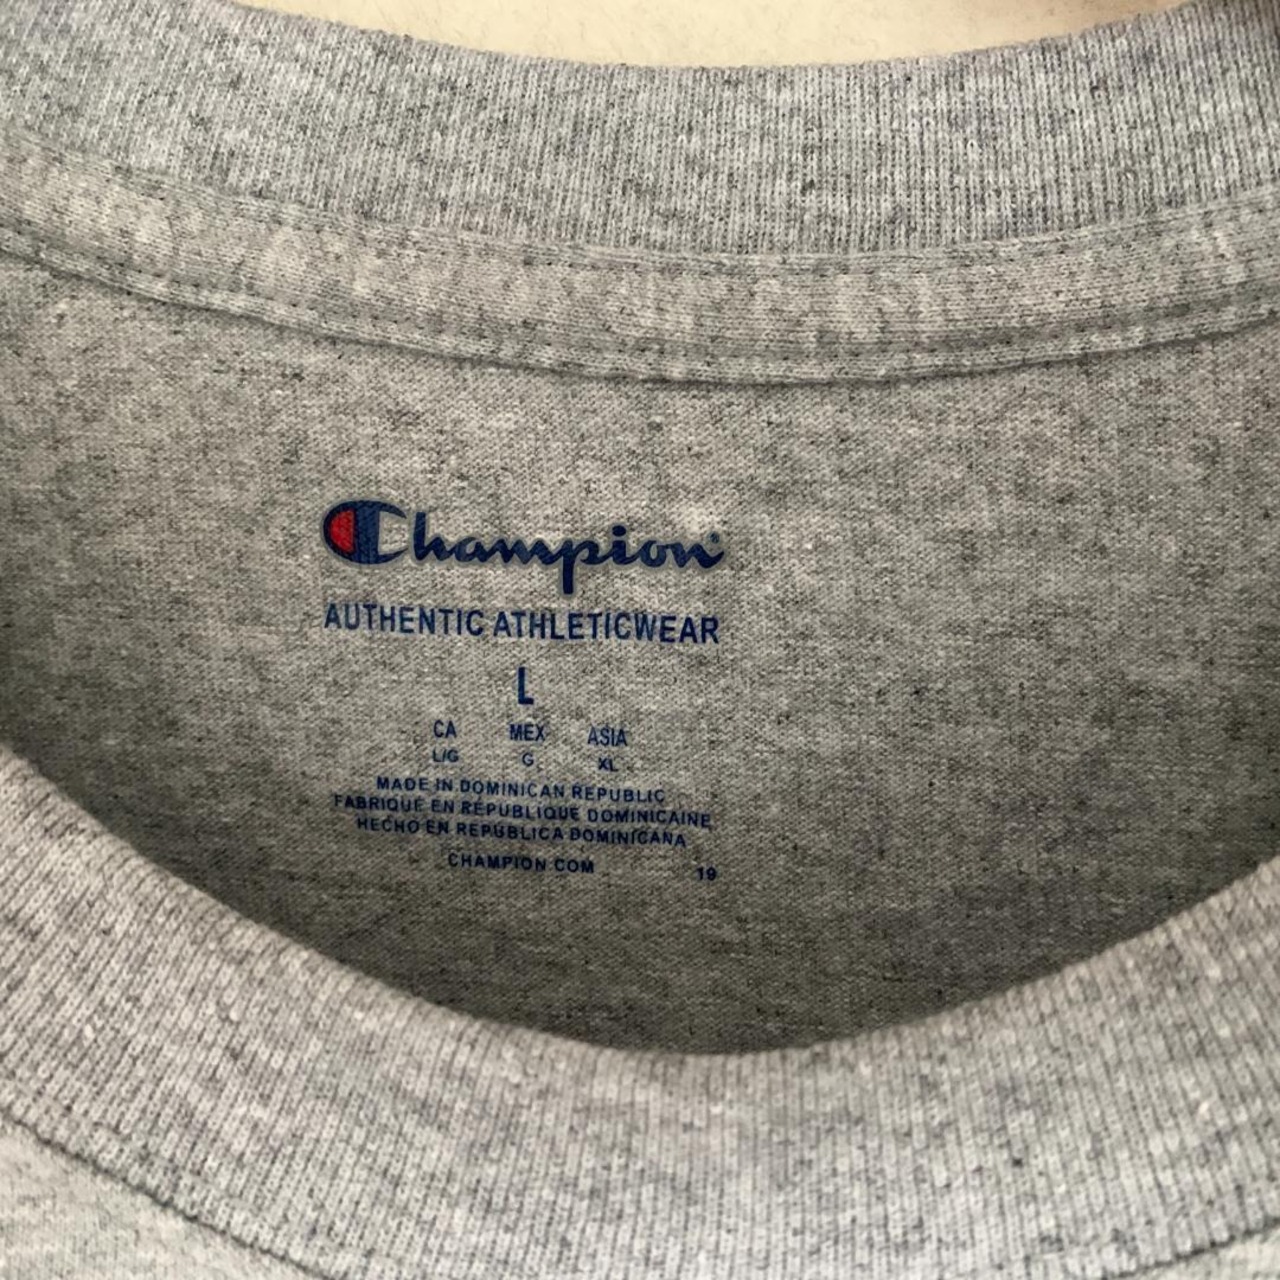 Champion®
AUTHENTIC ATHLETICWEAR
L
CA MEX ASIA
L/G G XL
MADE IN DOMINICAN REPUBLIC
FABRIQUÉ EN RÉPUBLIQUE DOMINICAINE
HECHO EN REPÚBLICA DOMINICANA
CHAMPION.COM 19